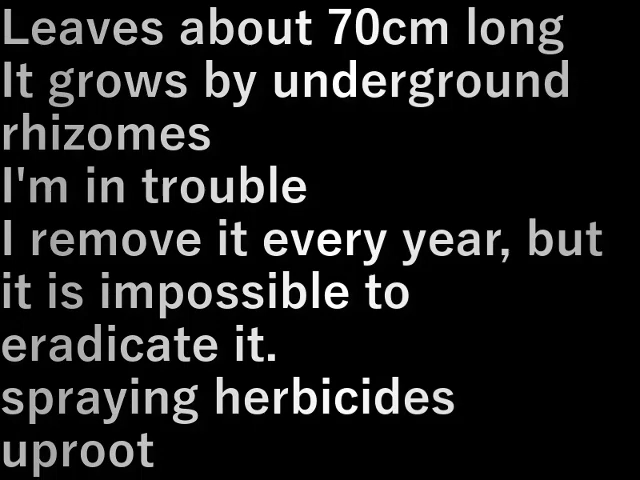 Leaves about 70cm long
It grows by underground
rhizomes
I'm in trouble
I remove it every year, but
it is impossible to
eradicate it.
spraying herbicides
uproot